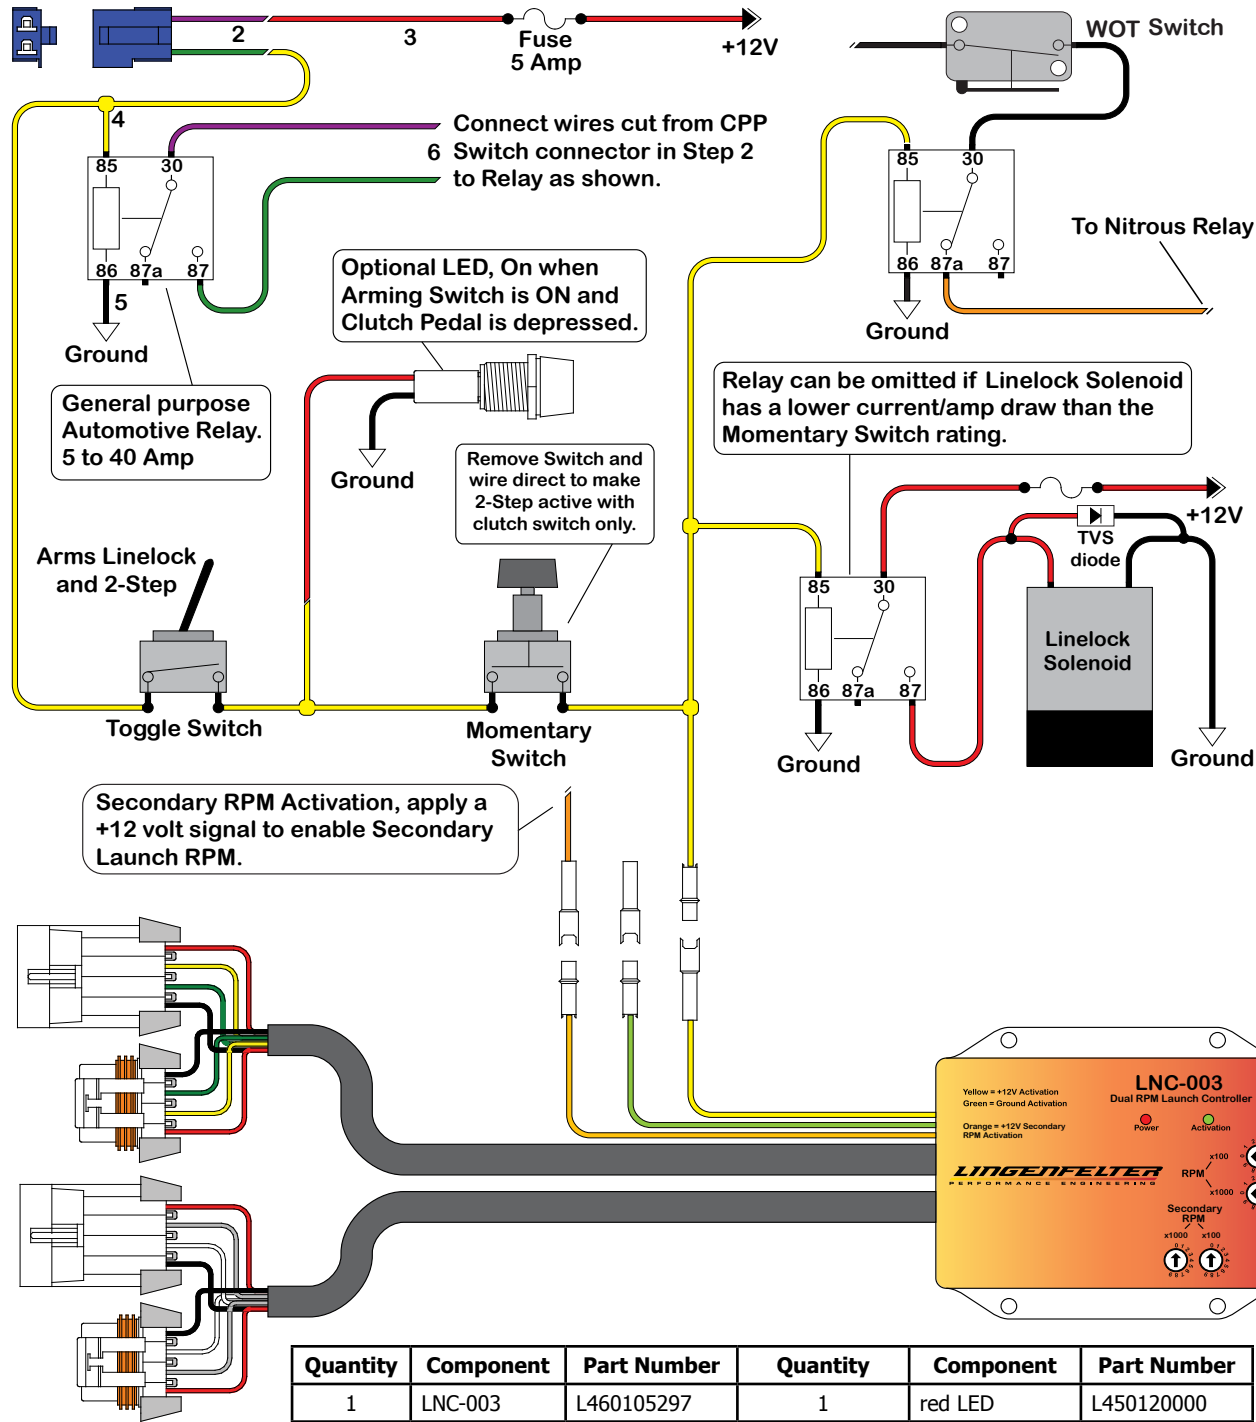 2
3
Fuse
5 Amp
+12V
WOT Switch
4
Connect wires cut from CPP
6 Switch connector in Step 2
to Relay as shown.
85
30
86
87a
87
5
Ground
85
30
86
87a
87
Ground
To Nitrous Relay
Optional LED, On when
Arming Switch is ON and
Clutch Pedal is depressed.
Ground
General purpose
Automotive Relay.
5 to 40 Amp
Relay can be omitted if Linelock Solenoid
has a lower current/amp draw than the
Momentary Switch rating.
Remove Switch and
wire direct to make
2-Step active with
clutch switch only.
+12V
TVS
diode
Arms Linelock
and 2-Step
85
30
86
87a
87
Ground
Linelock
Solenoid
Ground
Toggle Switch
Momentary
Switch
Secondary RPM Activation, apply a
+12 volt signal to enable Secondary
Launch RPM.
Yellow = +12V Activation
Green = Ground Activation
Orange = +12V Secondary
RPM Activation
LNC-003
Dual RPM Launch Controller
Power
Activation
LINGENFELTER
PERFORMANCE ENGINEERING
x100
RPM
x1000
Secondary
RPM
x1000 x100
Quantity Component Part Number Quantity Component Part Number
1 LNC-003 L460105297 1 red LED L450120000